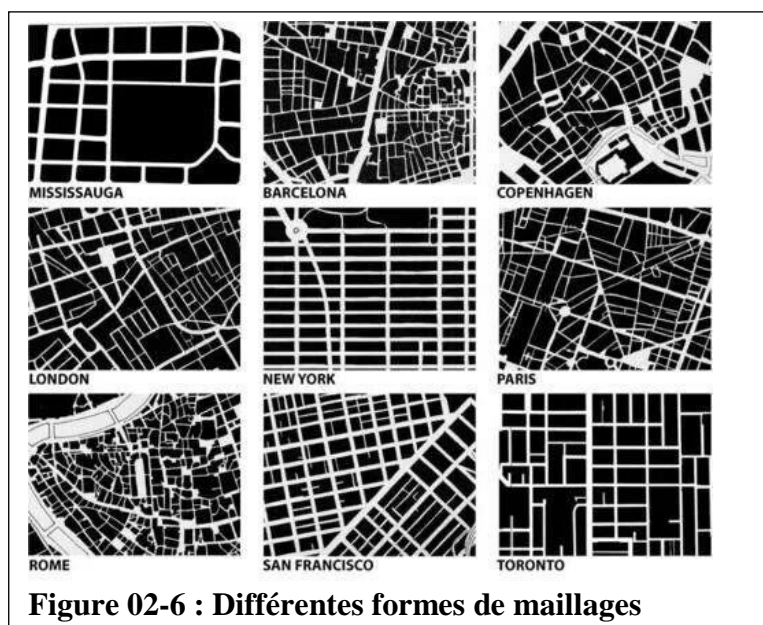 MISSISSAUGA
BARCELONA
COPENHAGEN
LONDON
NEW YORK
PARIS
ROME
SAN FRANCISCO
TORONTO
Figure 02-6 : Différentes formes de maillages